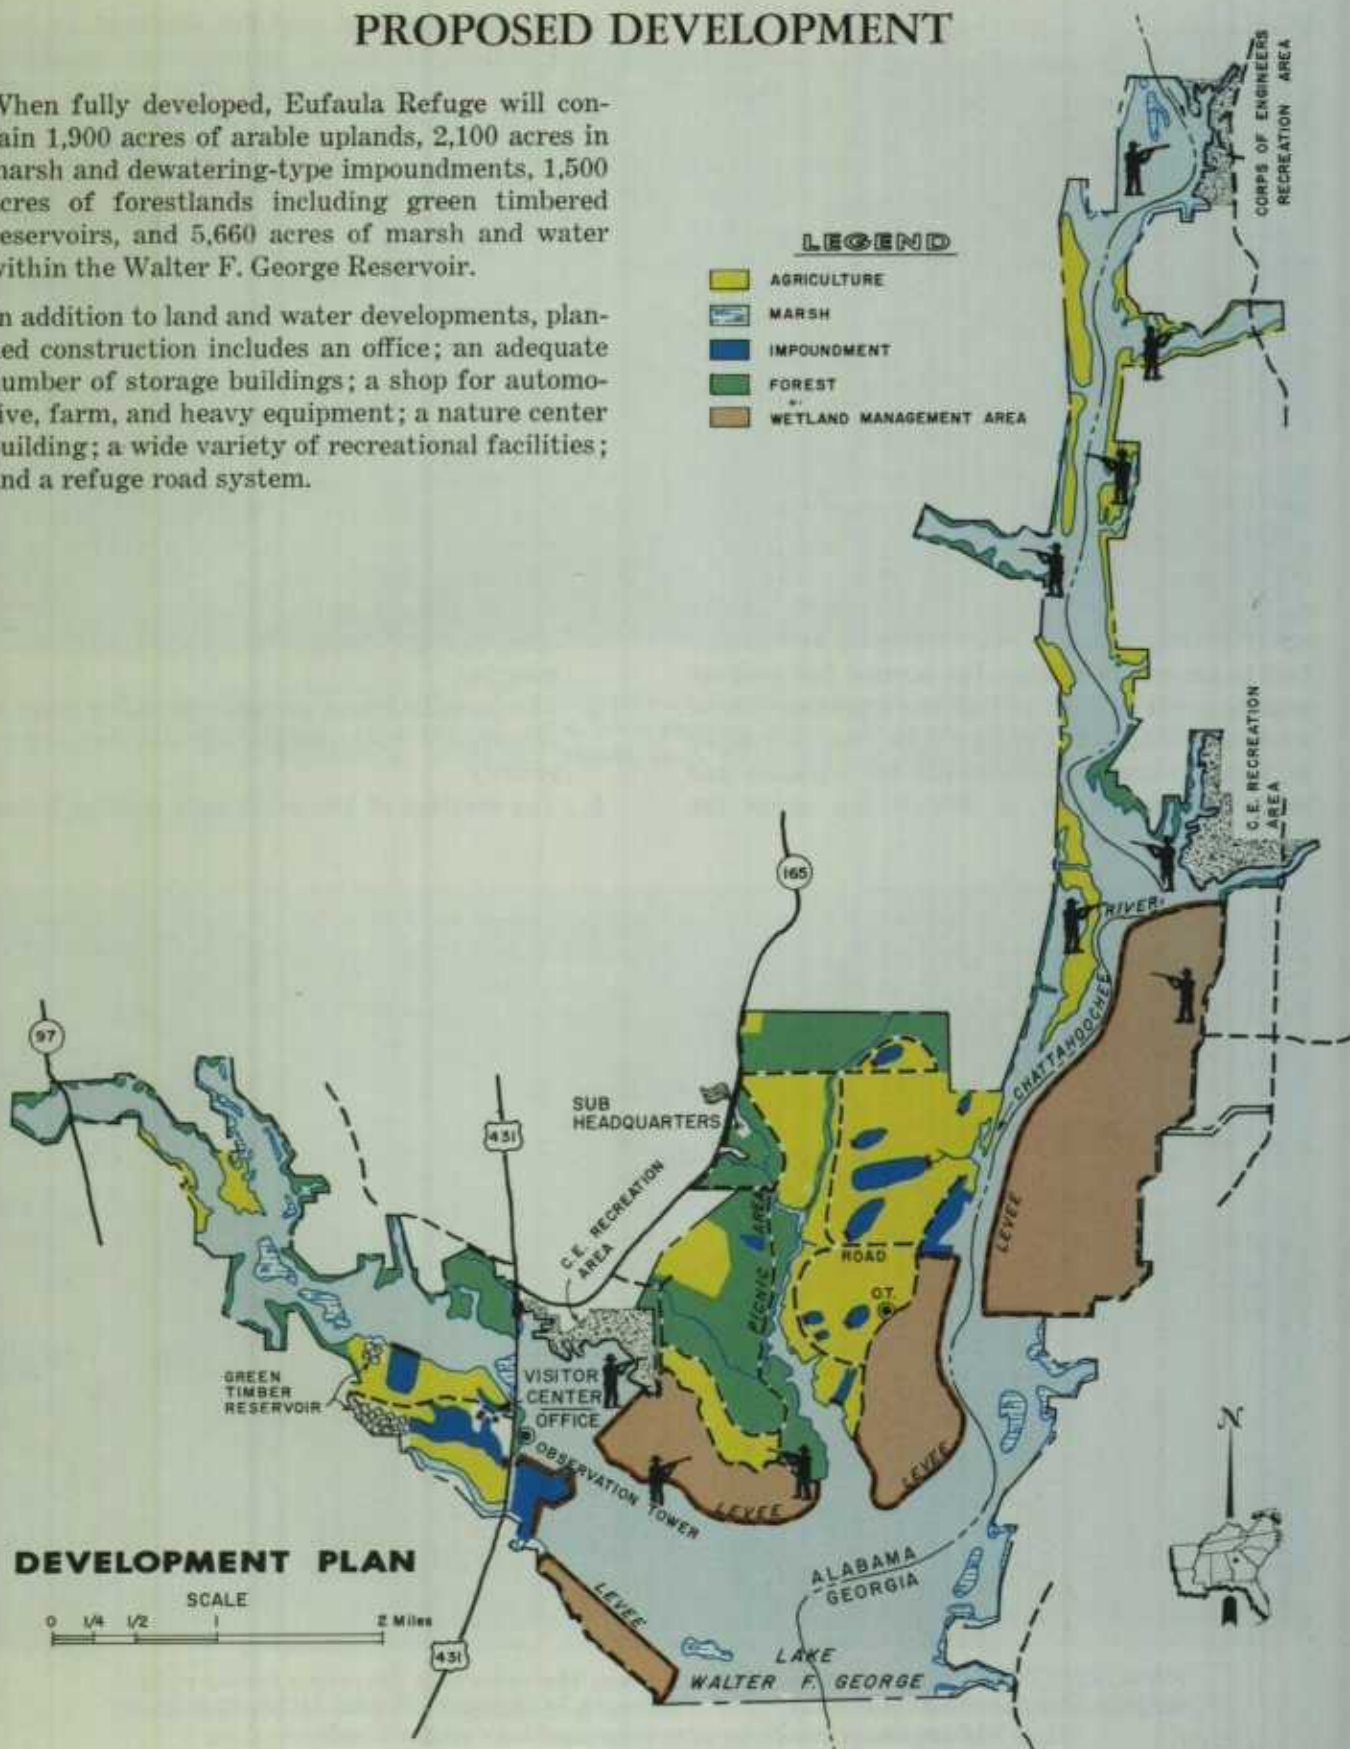 PROPOSED DEVELOPMENT
When fully developed, Eufaula Refuge will con-
ain 1,900 acres of arable uplands, 2,100 acres in
narsh and dewatering-type impoundments, 1,500
cres of forestlands including green timbered
eservoirs, and 5,660 acres of marsh and water
within the Walter F. George Reservoir.
n addition to land and water developments, plan-
ed construction includes an office; an adequate
umber of storage buildings; a shop for automo-
ive, farm, and heavy equipment; a nature center
uilding; a wide variety of recreational facilities;
nd a refuge road system.
LEGEND
AGRICULTURE
MARSH
IMPOUNDMENT
FOREST
WETLAND MANAGEMENT AREA
CORPS OF ENGINEERS
RECREATION AREA
C.E. RECREATION
AREA
165
RIVER
CHATTAHOOCHEE
97
431
SUB
HEADQUARTERS
C.E. RECREATION
AREA
PICNIC AREA
ROAD
O.T.
LEVEE
GREEN
TIMBER
RESERVOIR
VISITOR
CENTER
OFFICE
OBSERVATION TOWER
LEVEE
LEVEE
N
ALABAMA
GEORGIA
LEVEE
LAKE
WALTER F. GEORGE
431
DEVELOPMENT PLAN
SCALE
0 1/4 1/2 1 2 Miles